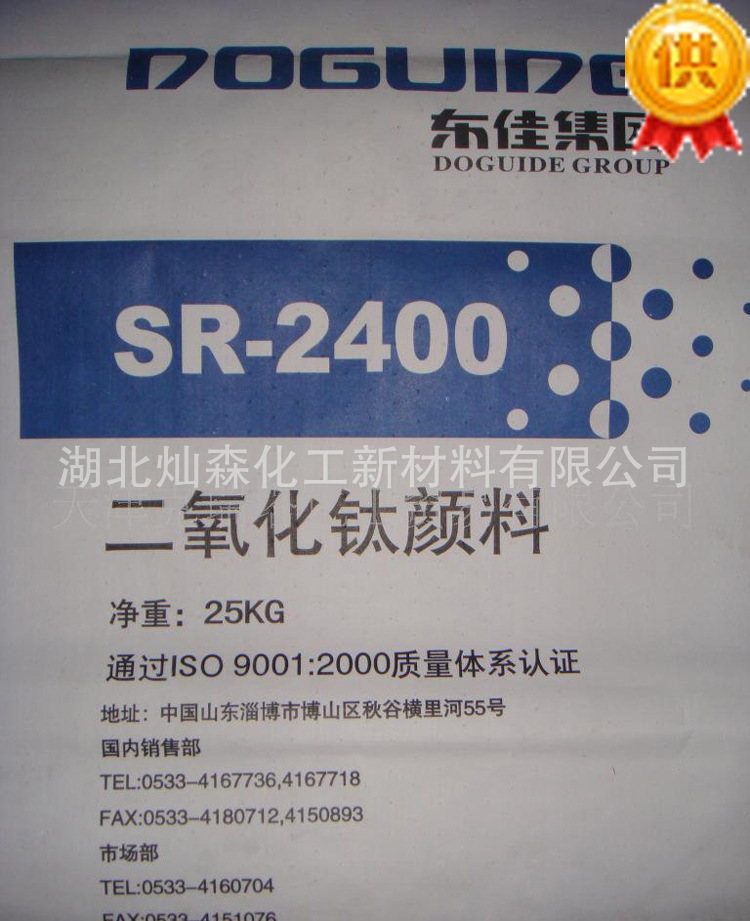 DOGUIDE
供
东佳集团
DOGUIDE GROUP
SR-2400
湖北灿森化工新材料有限公司
二氧化钛颜料
净重：25KG
通过ISO 9001:2000质量体系认证
地址：中国山东淄博市博山区秋谷横里河55号
国内销售部
TEL:0533-4167736,4167718
FAX:0533-4180712,4150893
市场部
TEL:0533-4160704
FAX:0533-4151076